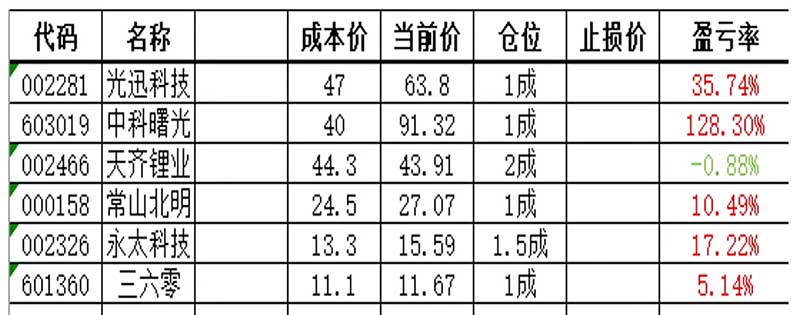 代码 名称 成本价 当前价 仓位 止损价 盈亏率
002281 光迅科技 47 63.8 1成 35.74%
603019 中科曙光 40 91.32 1成 128.30%
002466 天齐锂业 44.3 43.91 2成 -0.88%
000158 常山北明 24.5 27.07 1成 10.49%
002326 永太科技 13.3 15.59 1.5成 17.22%
601360 三六零 11.1 11.67 1成 5.14%